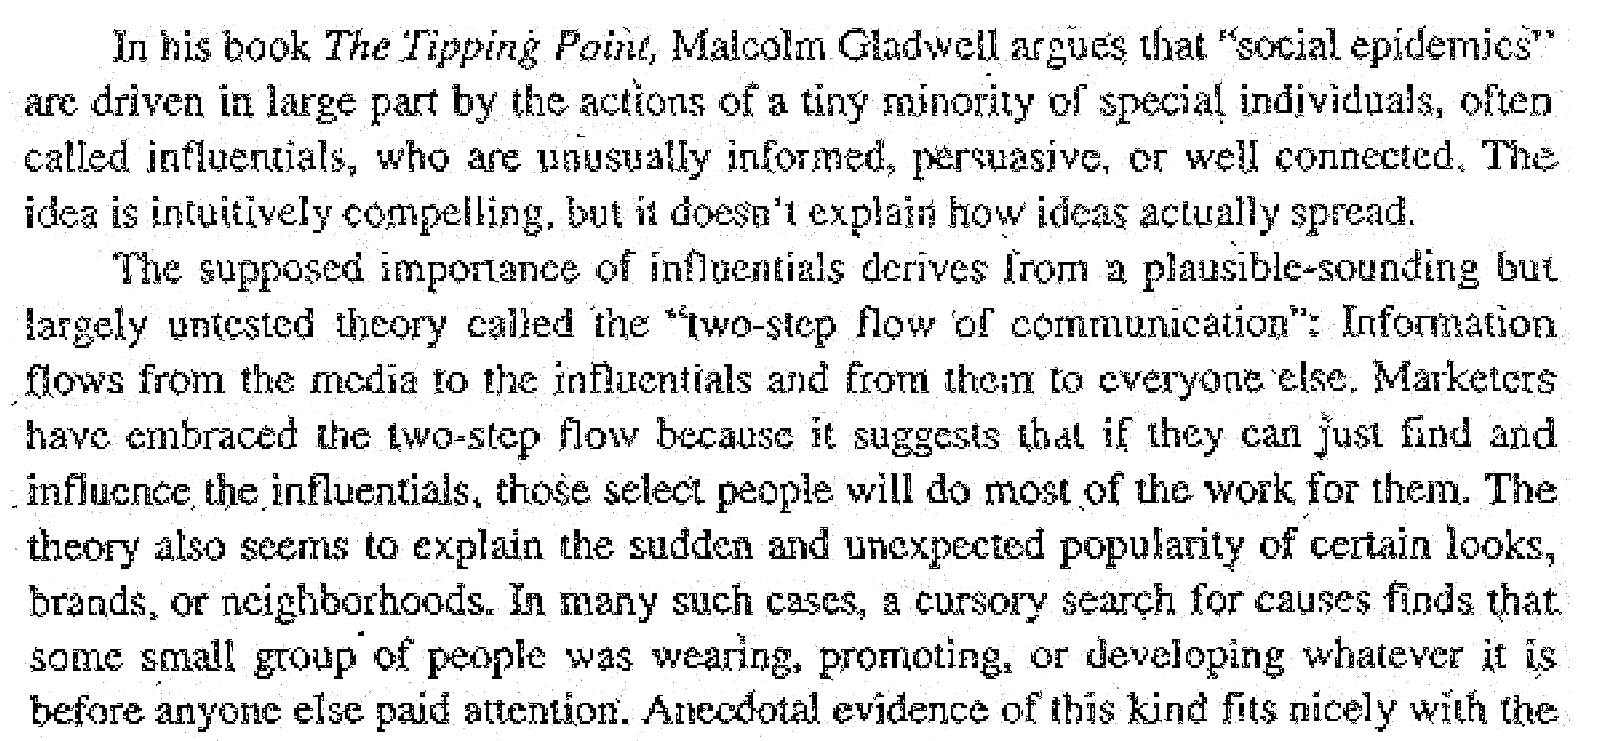 In his book The Tipping Point, Malcolm Gladwell argues that “social epidemics”
are driven in large part by the actions of a tiny minority of special individuals, often
called influentials, who are unusually informed, persuasive, or well connected. The
idea is intuitively compelling, but it doesn't explain how ideas actually spread.
The supposed importance of influentials derives from a plausible-sounding but
largely untested theory called the “two-step flow of communication”: Information
flows from the media to the influentials and from them to everyone else. Marketers
have embraced the two-step flow because it suggests that if they can just find and
influence the influentials, those select people will do most of the work for them. The
theory also seems to explain the sudden and unexpected popularity of certain looks,
brands, or neighborhoods. In many such cases, a cursory search for causes finds that
some small group of people was wearing, promoting, or developing whatever it is
before anyone else paid attention. Anecdotal evidence of this kind fits nicely with the